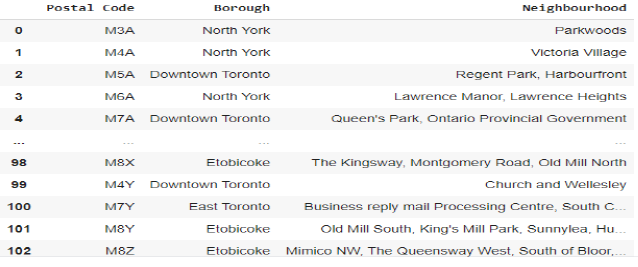 Postal Code Borough Neighbourhood
0 M3A North York Parkwoods
1 M4A North York Victoria Village
2 M5A Downtown Toronto Regent Park, Harbourfront
3 M6A North York Lawrence Manor, Lawrence Heights
4 M7A Downtown Toronto Queen's Park, Ontario Provincial Government
... ... ... ...
98 M8X Etobicoke The Kingsway, Montgomery Road, Old Mill North
99 M4Y Downtown Toronto Church and Wellesley
100 M7Y East Toronto Business reply mail Processing Centre, South C...
101 M8Y Etobicoke Old Mill South, King's Mill Park, Sunnylea, Hu...
102 M8Z Etobicoke Mimico NW, The Queensway West, South of Bloor,...